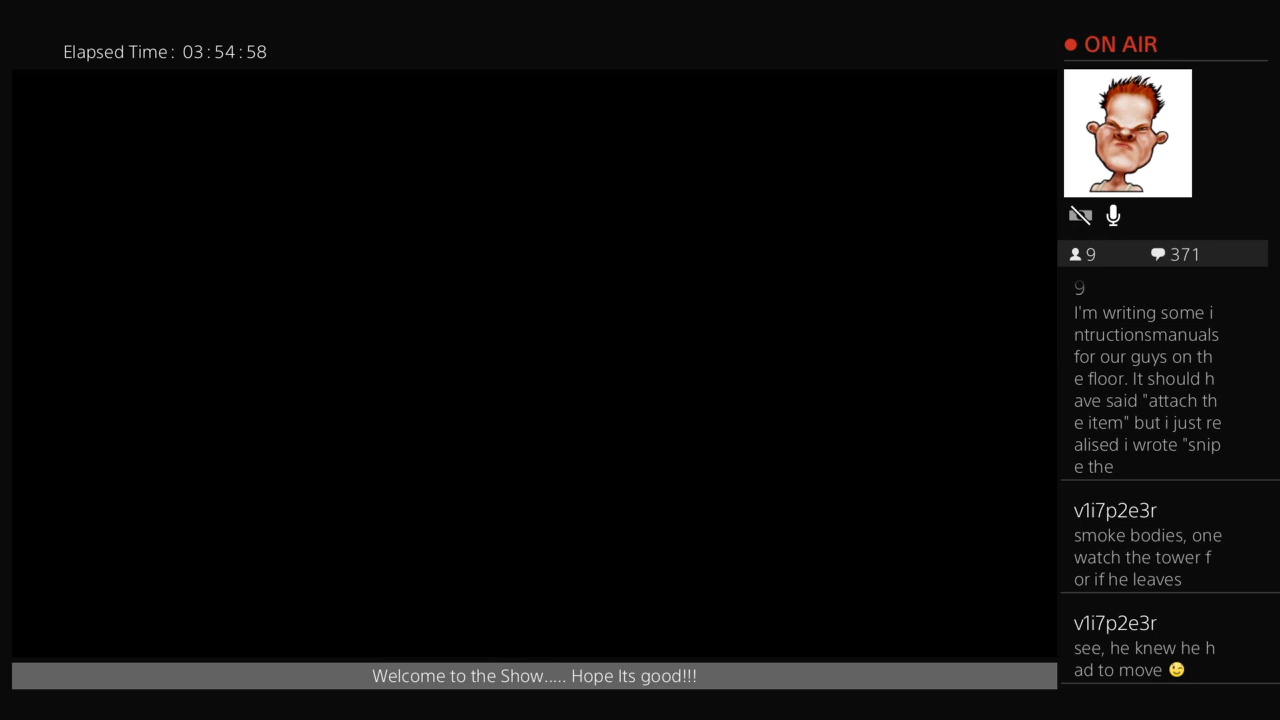 Elapsed Time: 03:54:58
ON AIR
9 371
9
I'm writing some i
ntructionsmanuals
for our guys on th
e floor. It should h
ave said "attach th
e item" but i just re
alised i wrote "snip
e the
v1i7p2e3r
smoke bodies, one
watch the tower f
or if he leaves
v1i7p2e3r
see, he knew he h
ad to move 😉
Welcome to the Show..... Hope Its good!!!